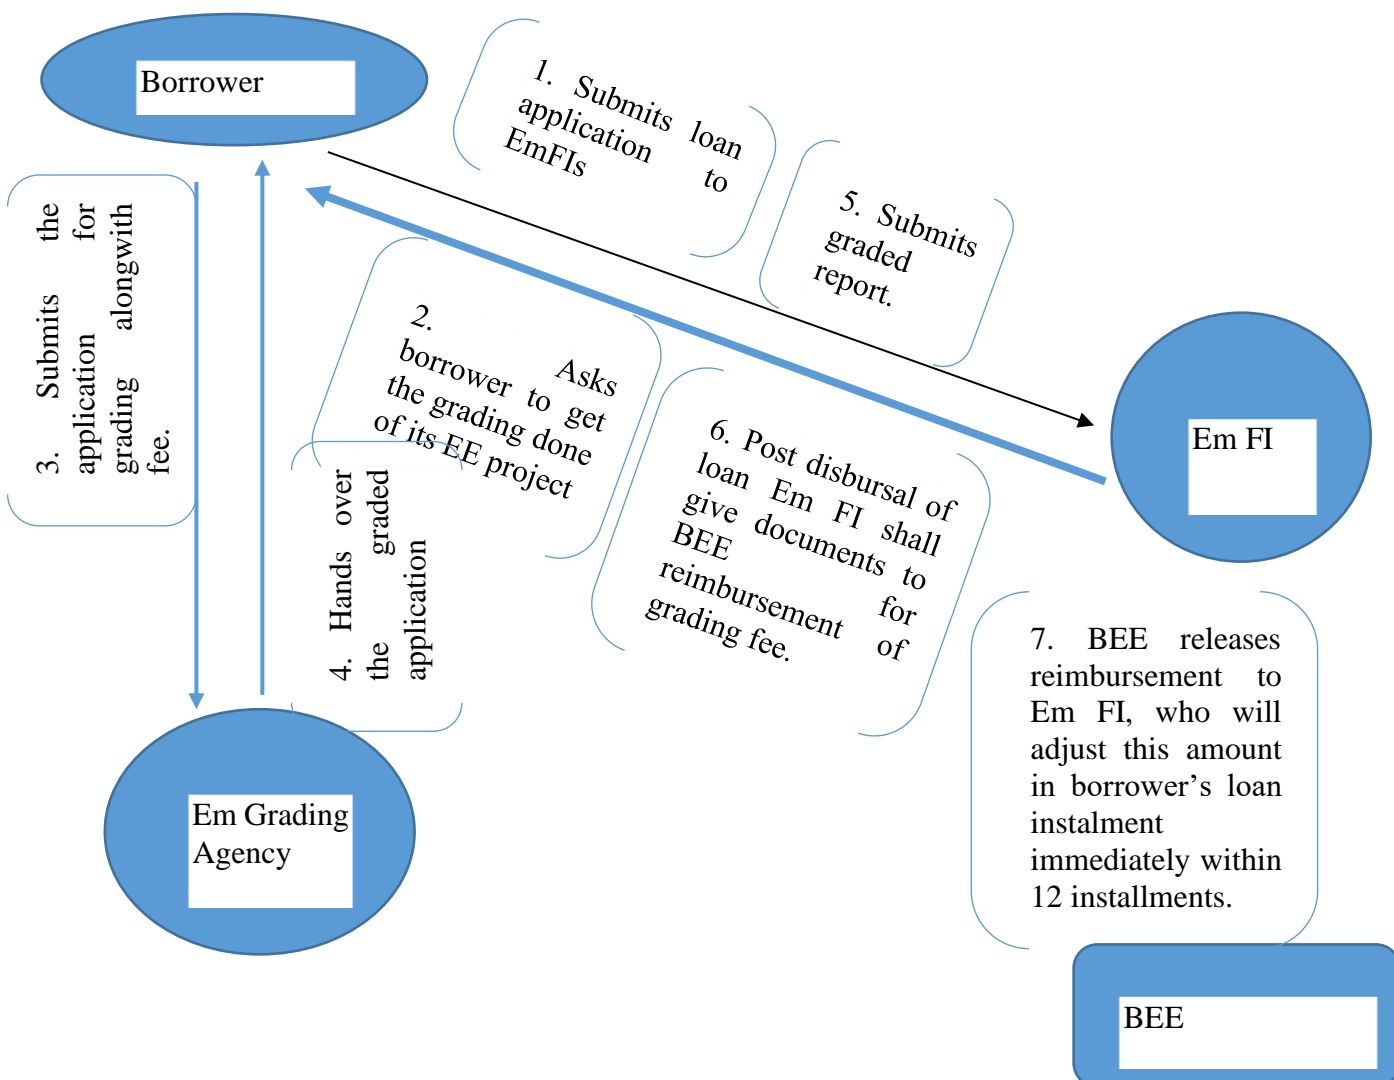 Borrower
1. Submits loan
application to
EmFIs
5. Submits
graded
report.
3. Submits the
application for
grading alongwith
fee.
2.
Asks
borrower to get
the grading done
of its EE project
4. Hands over
the graded
application
6. Post disbursal of
loan Em FI shall
give documents to
BEE for
reimbursement of
grading fee.
Em FI
7. BEE releases
reimbursement to
Em FI, who will
adjust this amount
in borrower’s loan
instalment
immediately within
12 installments.
Em Grading
Agency
BEE